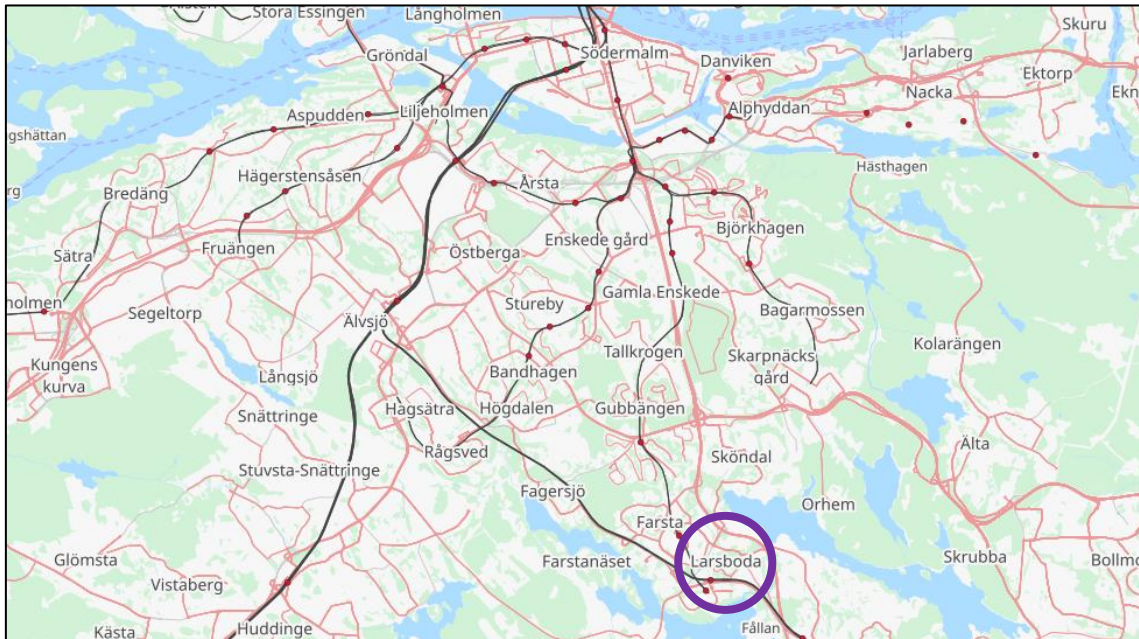 Stora Essingen
Långholmen
Skuru
Gröndal
Södermalm
Jarlaberg
Danviken
Ektorp
Nacka
Aspudden
Liljeholmen
Alphyddan
Hästhagen
Hägerstensåsen
Årsta
Bredäng
Björkhagen
Enskede gård
Fruängen
Östberga
Sätra
Gamla Enskede
Stureby
Bagarmossen
Segeltorp
Älvsjö
Kolarängen
Tallkrogen
Skarpnäcks
gård
Kungens
kurva
Långsjö
Bandhagen
Hagsätra
Högdalen
Gubbängen
Snättringe
Älta
Rågsved
Sköndal
Stuvsta-Snättringe
Fagersjö
Orhem
Farsta
Glömsta
Farstanäset
Larsboda
Skrubba
Vistaberg
Huddinge
Kästa
Fållan